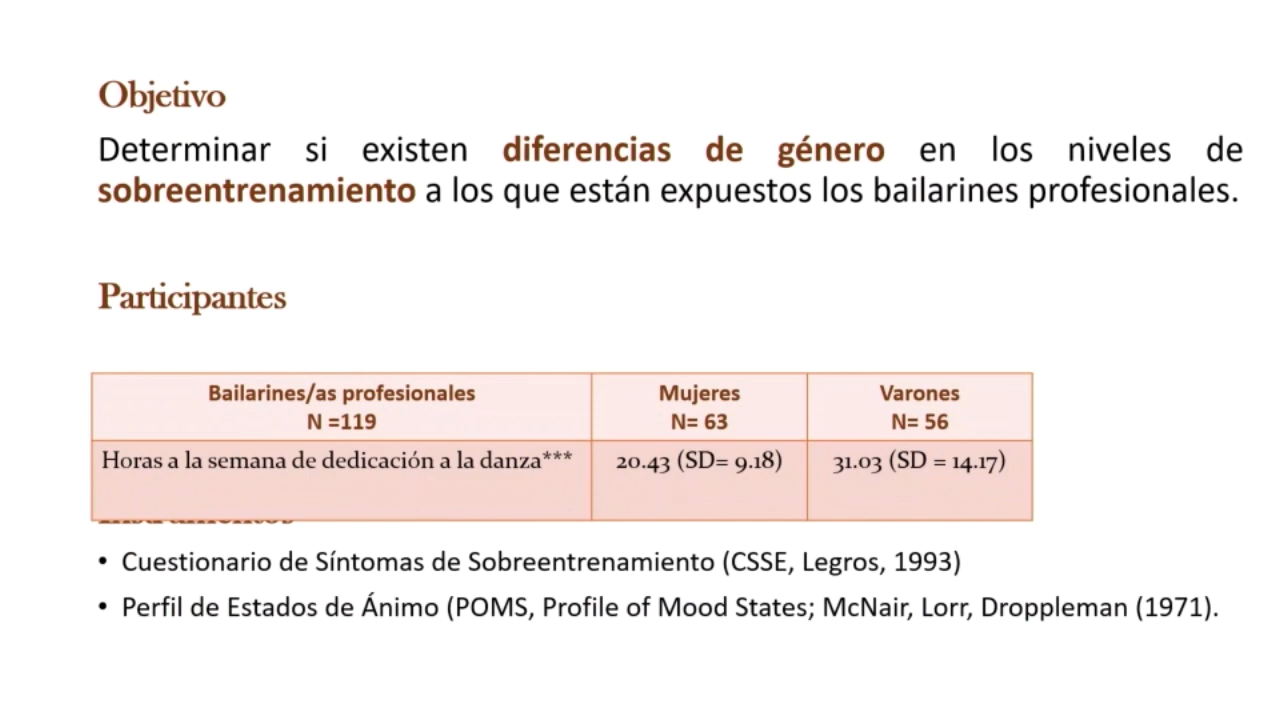 Objetivo
Determinar si existen diferencias de género en los niveles de
sobreentrenamiento a los que están expuestos los bailarines profesionales.
Participantes
Bailarines/as profesionales
N =119
Mujeres
N= 63
Varones
N= 56
Horas a la semana de dedicación a la danza***
20.43 (SD= 9.18)
31.03 (SD = 14.17)
• Cuestionario de Síntomas de Sobreentrenamiento (CSSE, Legros, 1993)
• Perfil de Estados de Ánimo (POMS, Profile of Mood States; McNair, Lorr, Droppleman (1971).